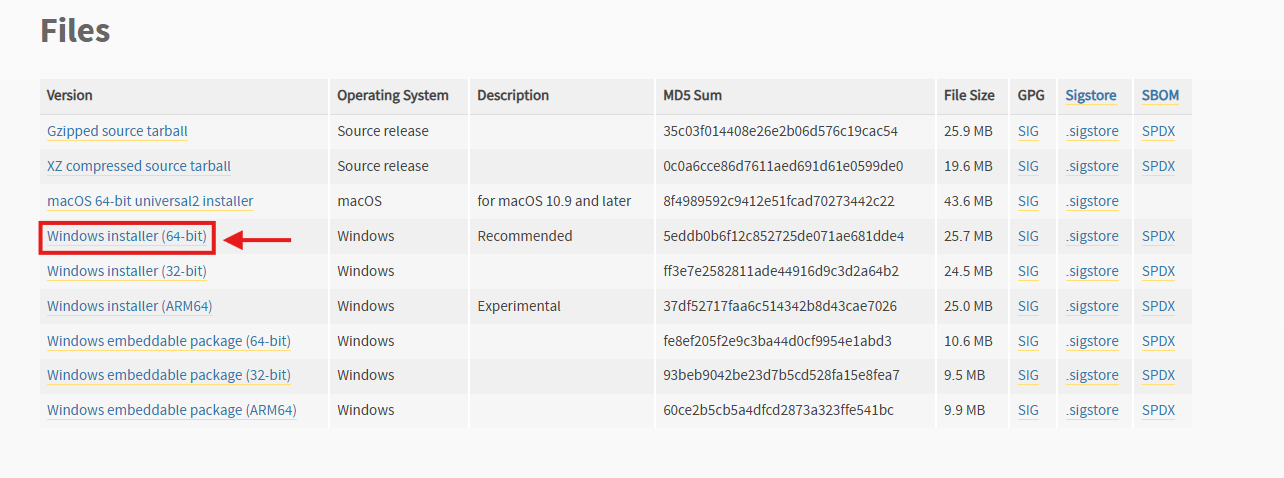 Files
Version Operating System Description MD5 Sum File Size GPG Sigstore SBOM
Gzipped source tarball Source release 35c03f014408e26e2b06d576c19cac54 25.9 MB SIG .sigstore SPDX
XZ compressed source tarball Source release 0c0a6cce86d7611aed691d61e0599de0 19.6 MB SIG .sigstore SPDX
macOS 64-bit universal2 installer macOS for macOS 10.9 and later 8f4989592c9412e51fcad70273442c22 43.6 MB SIG .sigstore
Windows installer (64-bit) Windows Recommended 5eddb0b6f12c852725de071ae681dde4 25.7 MB SIG .sigstore SPDX
Windows installer (32-bit) Windows ff3e7e2582811ade44916d9c3d2a64b2 24.5 MB SIG .sigstore SPDX
Windows installer (ARM64) Windows Experimental 37df52717faa6c514342b8d43cae7026 25.0 MB SIG .sigstore SPDX
Windows embeddable package (64-bit) Windows fe8ef205f2e9c3ba44d0cf9954e1abd3 10.6 MB SIG .sigstore SPDX
Windows embeddable package (32-bit) Windows 93beb9042be23d7b5cd528fa15e8fea7 9.5 MB SIG .sigstore SPDX
Windows embeddable package (ARM64) Windows 60ce2b5cb5a4dfcd2873a323ffe541bc 9.9 MB SIG .sigstore SPDX